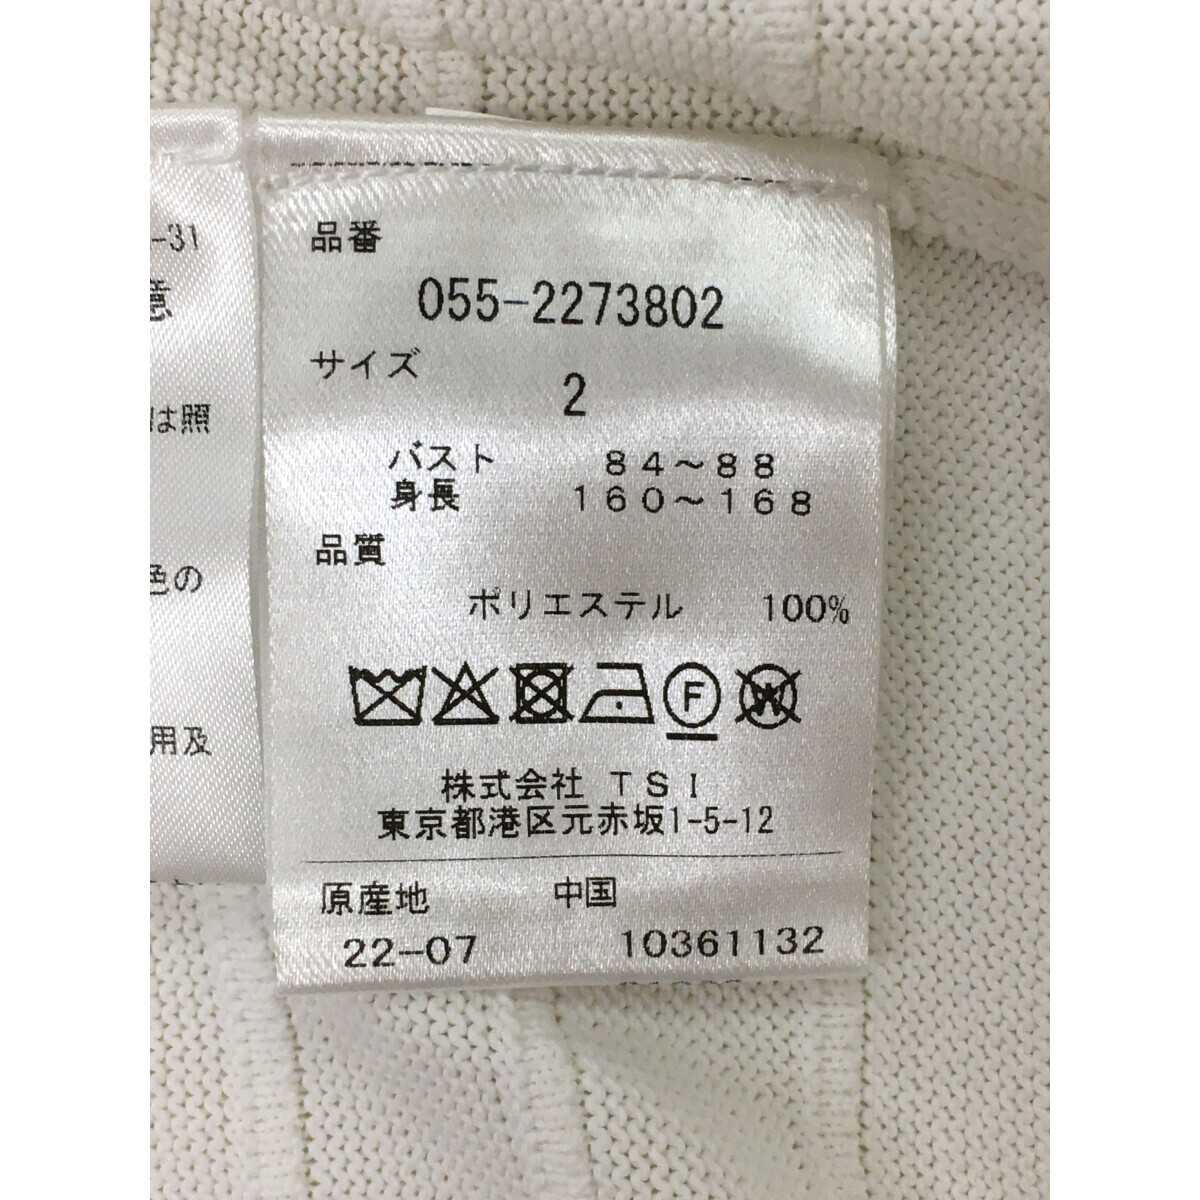 品番
055-2273802
サイズ
2
バスト 84～88
身長 160～168
品質
ポリエステル 100%
F
W
株式会社 TSI
東京都港区元赤坂1-5-12
原産地 中国
22-07 10361132
-31
意
は照
色の
用及